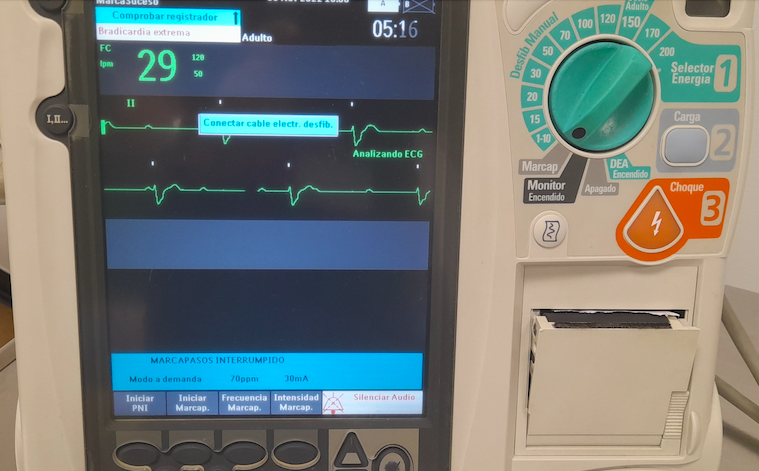 MarcaSuceso
Comprobar registrador
Bradicardia extrema
Adulto
A
B
05:16
FC
lpm
29
120
50
II
Conectar cable electr. desfib.
Analizando ECG
MARCAPASOS INTERRUMPIDO
Modo a demanda 70ppm 30mA
Iniciar PNI
Iniciar Marcap.
Frecuencia Marcap.
Intensidad Marcap.
Silenciar Audio
I,II...
Desfib Manual
Adulto
1-10
15
20
30
50
70
100
120
150
170
200
Selector Energía
1
Carga
2
Marcap
Monitor
Encendido
Apagado
DEA
Encendido
Choque
3